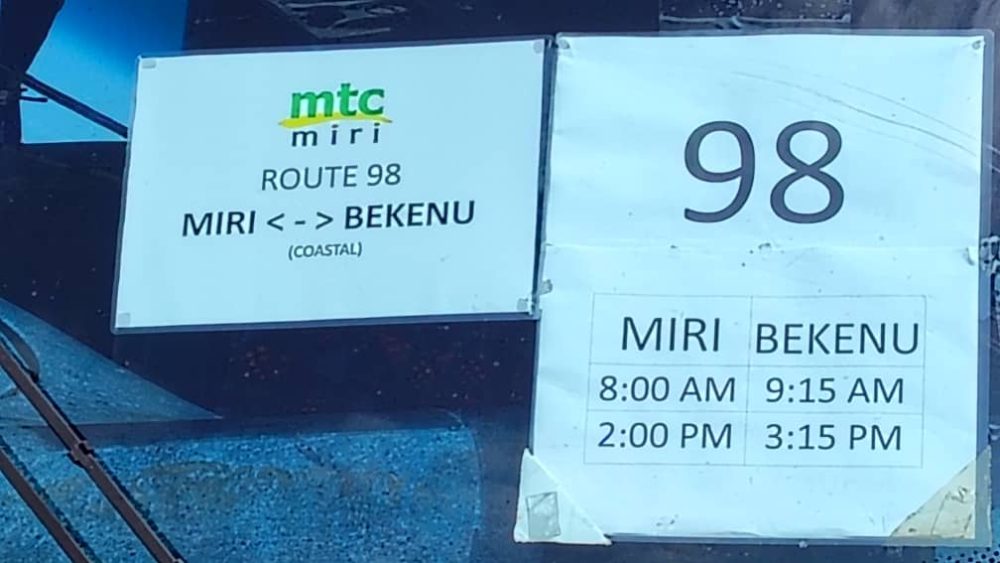 mtc
miri
ROUTE 98
MIRI < - > BEKENU
(COASTAL)
98
MIRI BEKENU
8:00 AM 9:15 AM
2:00 PM 3:15 PM